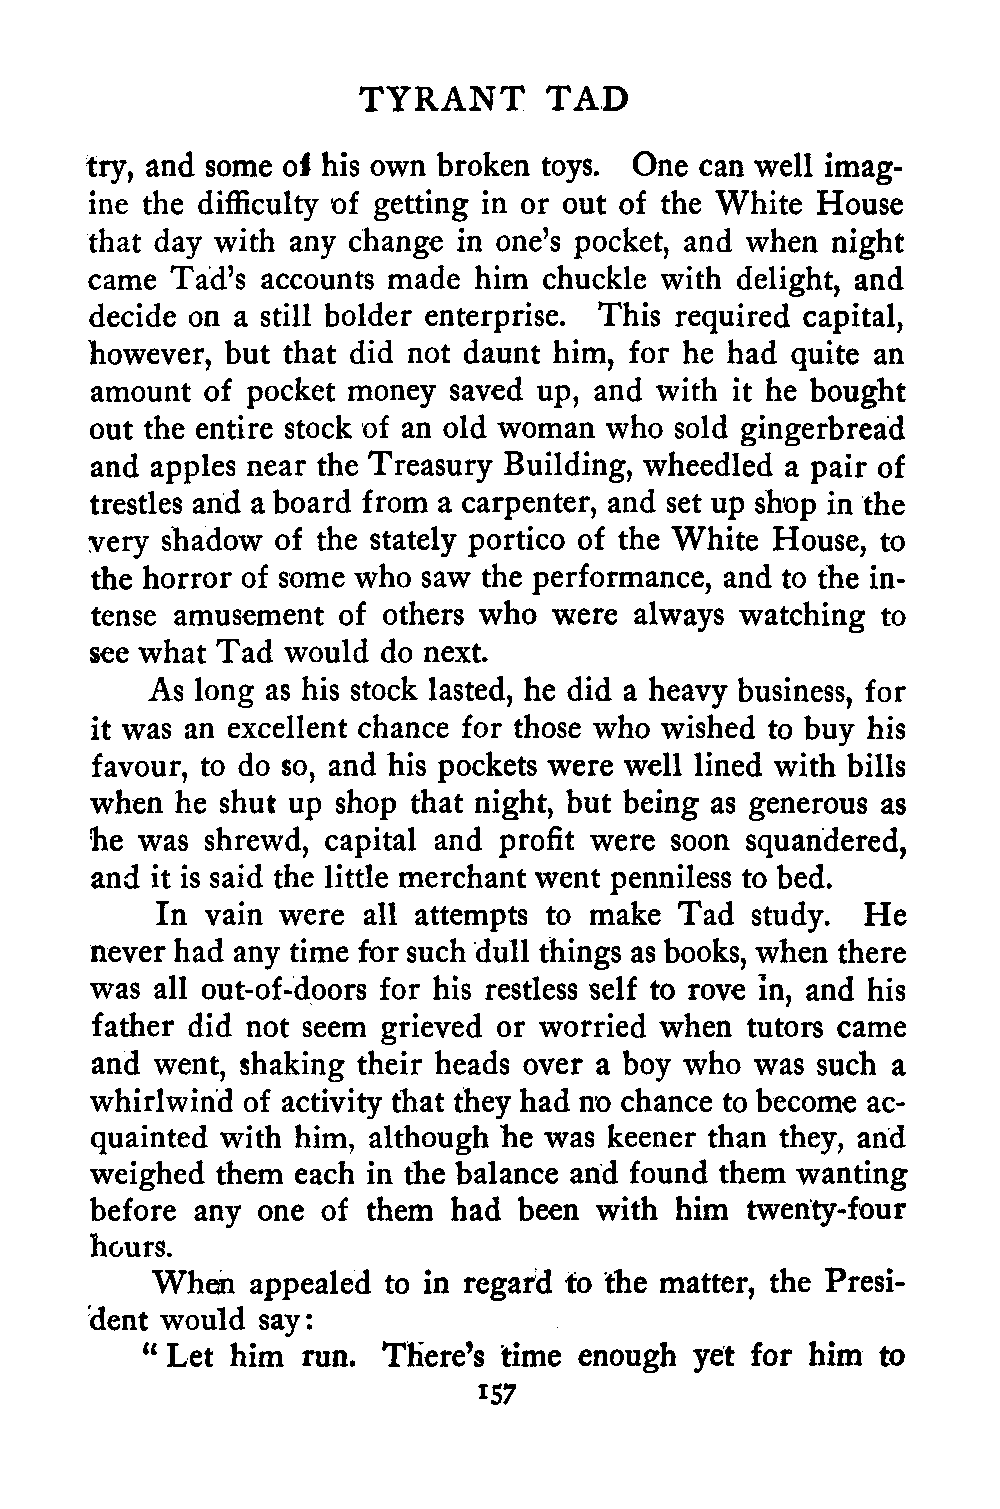 TYRANT TAD
try, and some of his own broken toys. One can well imag-
ine the difficulty of getting in or out of the White House
that day with any change in one's pocket, and when night
came Tad's accounts made him chuckle with delight, and
decide on a still bolder enterprise. This required capital,
however, but that did not daunt him, for he had quite an
amount of pocket money saved up, and with it he bought
out the entire stock of an old woman who sold gingerbread
and apples near the Treasury Building, wheedled a pair of
trestles and a board from a carpenter, and set up shop in the
very shadow of the stately portico of the White House, to
the horror of some who saw the performance, and to the in-
tense amusement of others who were always watching to
see what Tad would do next.
As long as his stock lasted, he did a heavy business, for
it was an excellent chance for those who wished to buy his
favour, to do so, and his pockets were well lined with bills
when he shut up shop that night, but being as generous as
he was shrewd, capital and profit were soon squandered,
and it is said the little merchant went penniless to bed.
In vain were all attempts to make Tad study. He
never had any time for such dull things as books, when there
was all out-of-doors for his restless self to rove in, and his
father did not seem grieved or worried when tutors came
and went, shaking their heads over a boy who was such a
whirlwind of activity that they had no chance to become ac-
quainted with him, although he was keener than they, and
weighed them each in the balance and found them wanting
before any one of them had been with him twenty-four
hours.
When appealed to in regard to the matter, the Presi-
dent would say:
“ Let him run. There's time enough yet for him to
157